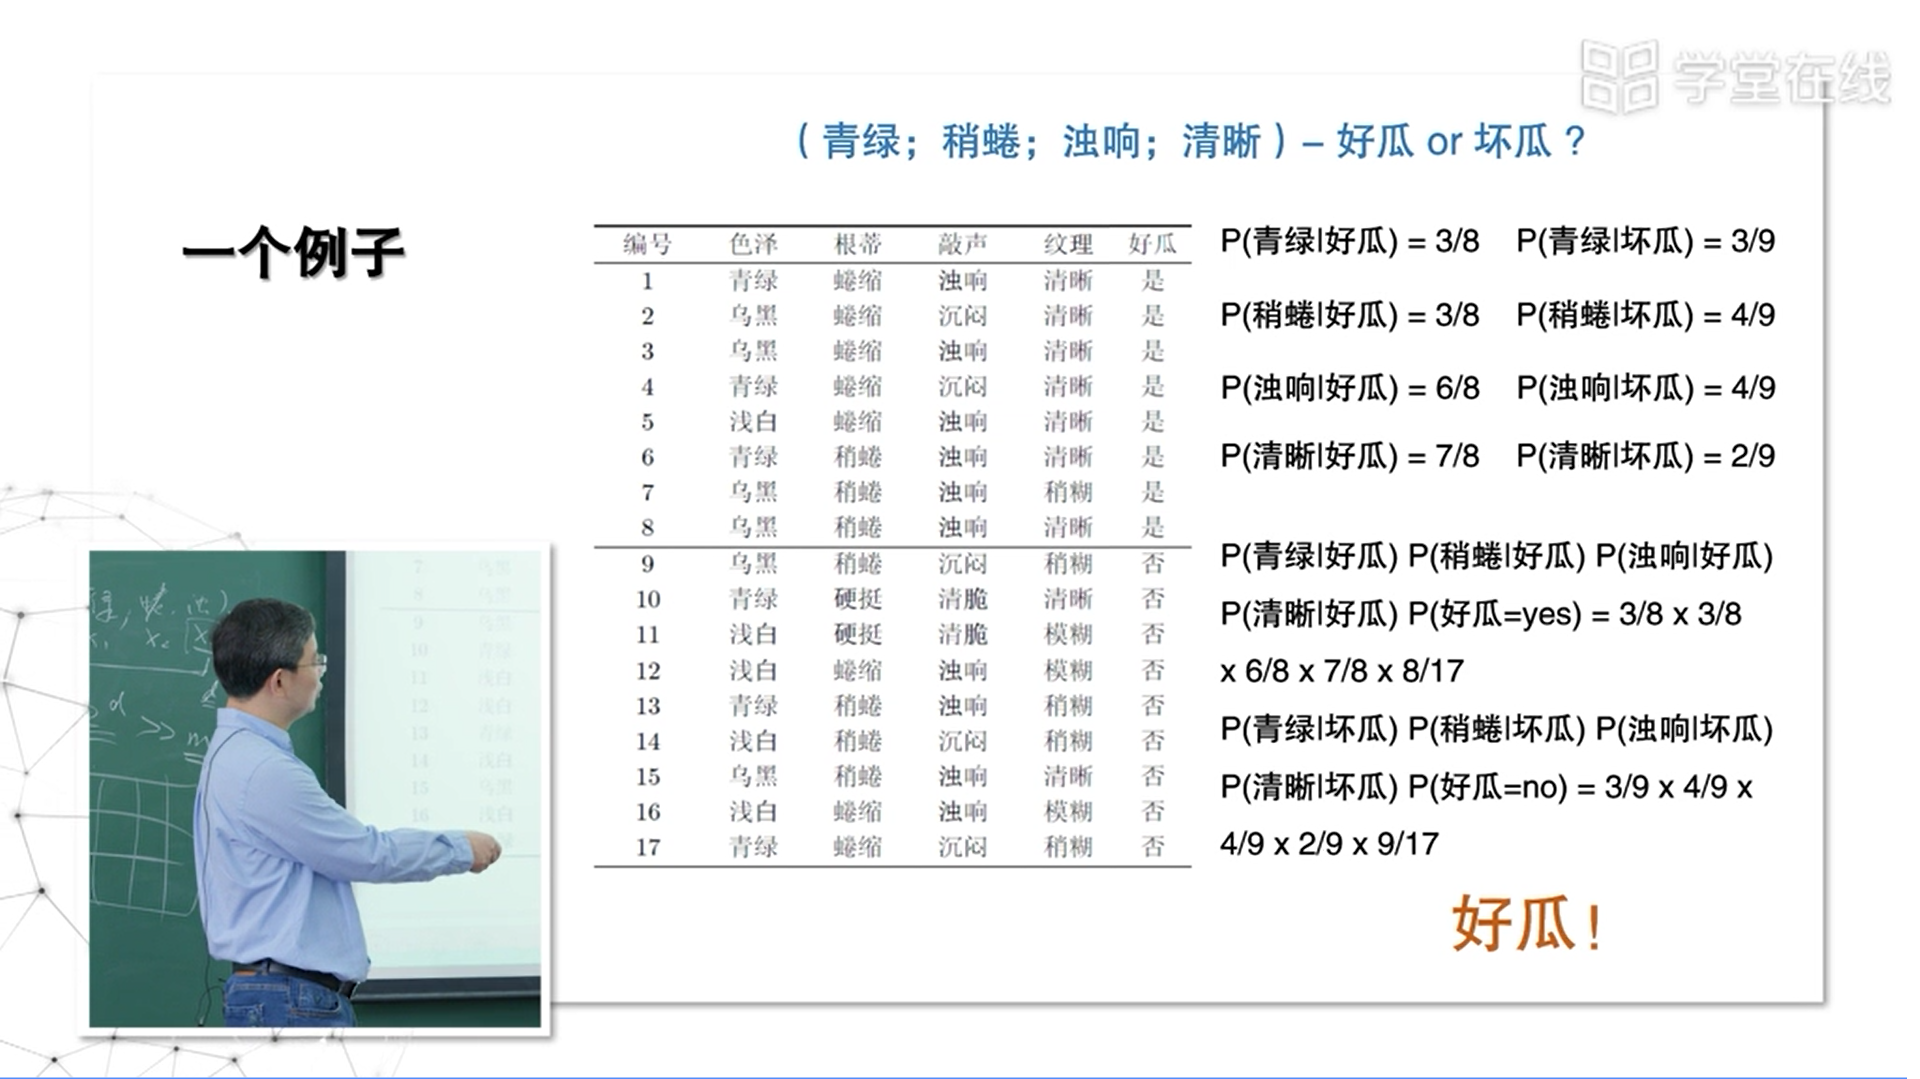 学堂在线
（青绿；稍蜷；浊响；清晰）– 好瓜 or 坏瓜？
一个例子
编号 色泽 根蒂 敲声 纹理 好瓜
1 青绿 蜷缩 浊响 清晰 是
2 乌黑 蜷缩 沉闷 清晰 是
3 乌黑 蜷缩 浊响 清晰 是
4 青绿 蜷缩 沉闷 清晰 是
5 浅白 蜷缩 浊响 清晰 是
6 青绿 稍蜷 浊响 清晰 是
7 乌黑 稍蜷 浊响 稍糊 是
8 乌黑 稍蜷 浊响 清晰 是
9 乌黑 稍蜷 沉闷 稍糊 否
10 青绿 硬挺 清脆 清晰 否
11 浅白 硬挺 清脆 模糊 否
12 浅白 蜷缩 浊响 模糊 否
13 青绿 稍蜷 浊响 稍糊 否
14 浅白 稍蜷 沉闷 稍糊 否
15 乌黑 稍蜷 浊响 清晰 否
16 浅白 蜷缩 浊响 模糊 否
17 青绿 蜷缩 沉闷 稍糊 否
P(青绿|好瓜) = 3/8 P(青绿|坏瓜) = 3/9
P(稍蜷|好瓜) = 3/8 P(稍蜷|坏瓜) = 4/9
P(浊响|好瓜) = 6/8 P(浊响|坏瓜) = 4/9
P(清晰|好瓜) = 7/8 P(清晰|坏瓜) = 2/9
P(青绿|好瓜) P(稍蜷|好瓜) P(浊响|好瓜)
P(清晰|好瓜) P(好瓜=yes) = 3/8 x 3/8
x 6/8 x 7/8 x 8/17
P(青绿|坏瓜) P(稍蜷|坏瓜) P(浊响|坏瓜)
P(清晰|坏瓜) P(好瓜=no) = 3/9 x 4/9 x
4/9 x 2/9 x 9/17
好瓜！